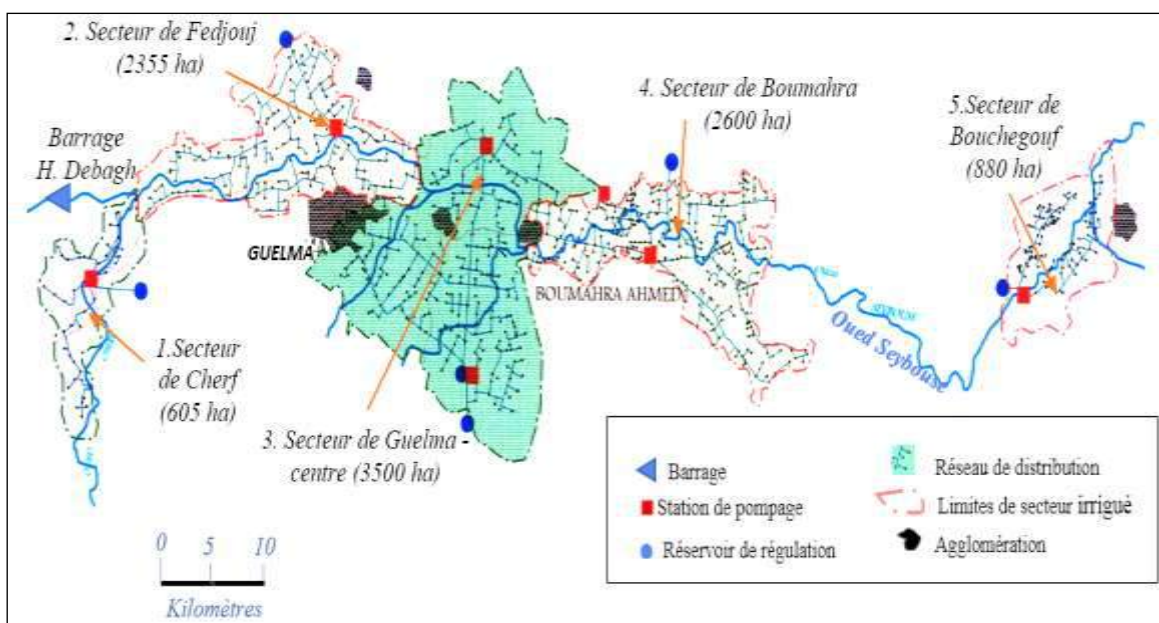 2. Secteur de Fedjouj
(2355 ha)
4. Secteur de Boumahra
(2600 ha)
5.Secteur de
Bouchegouf
(880 ha)
Barrage
H. Debagh
GUELMA
BOUMAHRA AHMED
SEYBOUSE
Oued Seybouse
1.Secteur
de Cherf
(605 ha)
3. Secteur de Guelma -
centre (3500 ha)
Barrage
Station de pompage
Réservoir de régulation
Réseau de distribution
Limites de secteur irrigué
Agglomération
0 5 10
Kilomètres